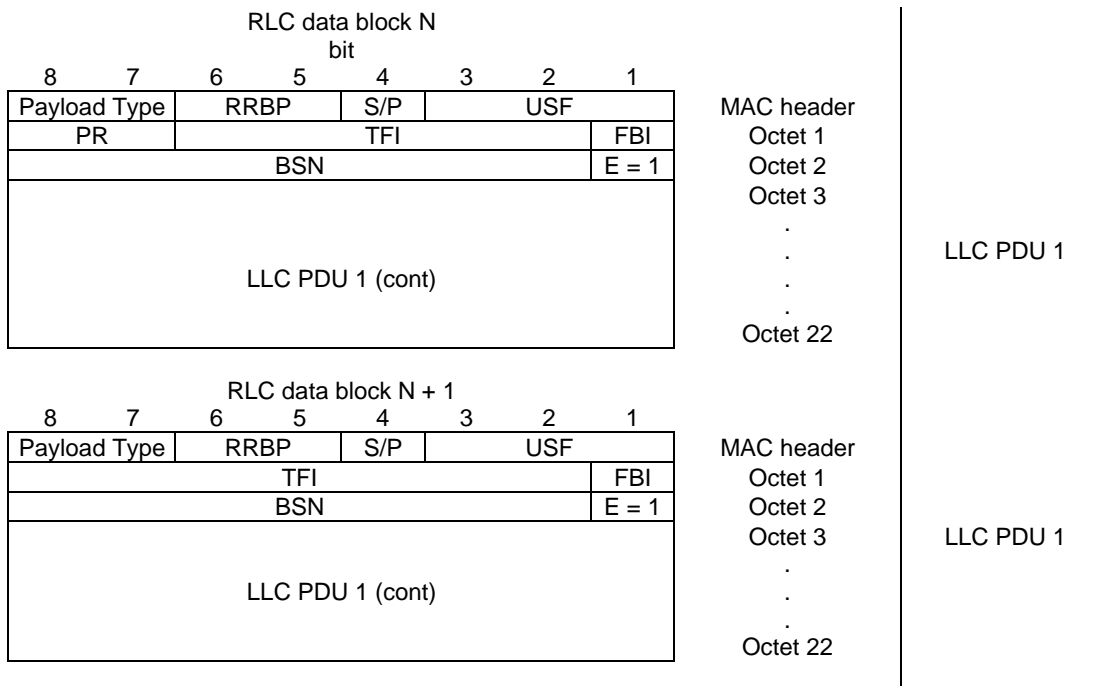 RLC data block N
bit
8 7 6 5 4 3 2 1
Payload Type RRBP S/P USF MAC header
PR TFI FBI Octet 1
BSN E = 1 Octet 2
Octet 3
.
. LLC PDU 1
LLC PDU 1 (cont) .
.
Octet 22
RLC data block N + 1
8 7 6 5 4 3 2 1
Payload Type RRBP S/P USF MAC header
TFI FBI Octet 1
BSN E = 1 Octet 2
Octet 3 LLC PDU 1
.
LLC PDU 1 (cont) .
.
Octet 22